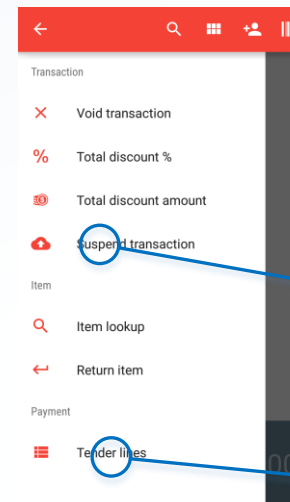 Transaction
Void transaction
% Total discount %
Total discount amount
Suspend transaction
Item
Item lookup
Return item
Payment
Tender lines